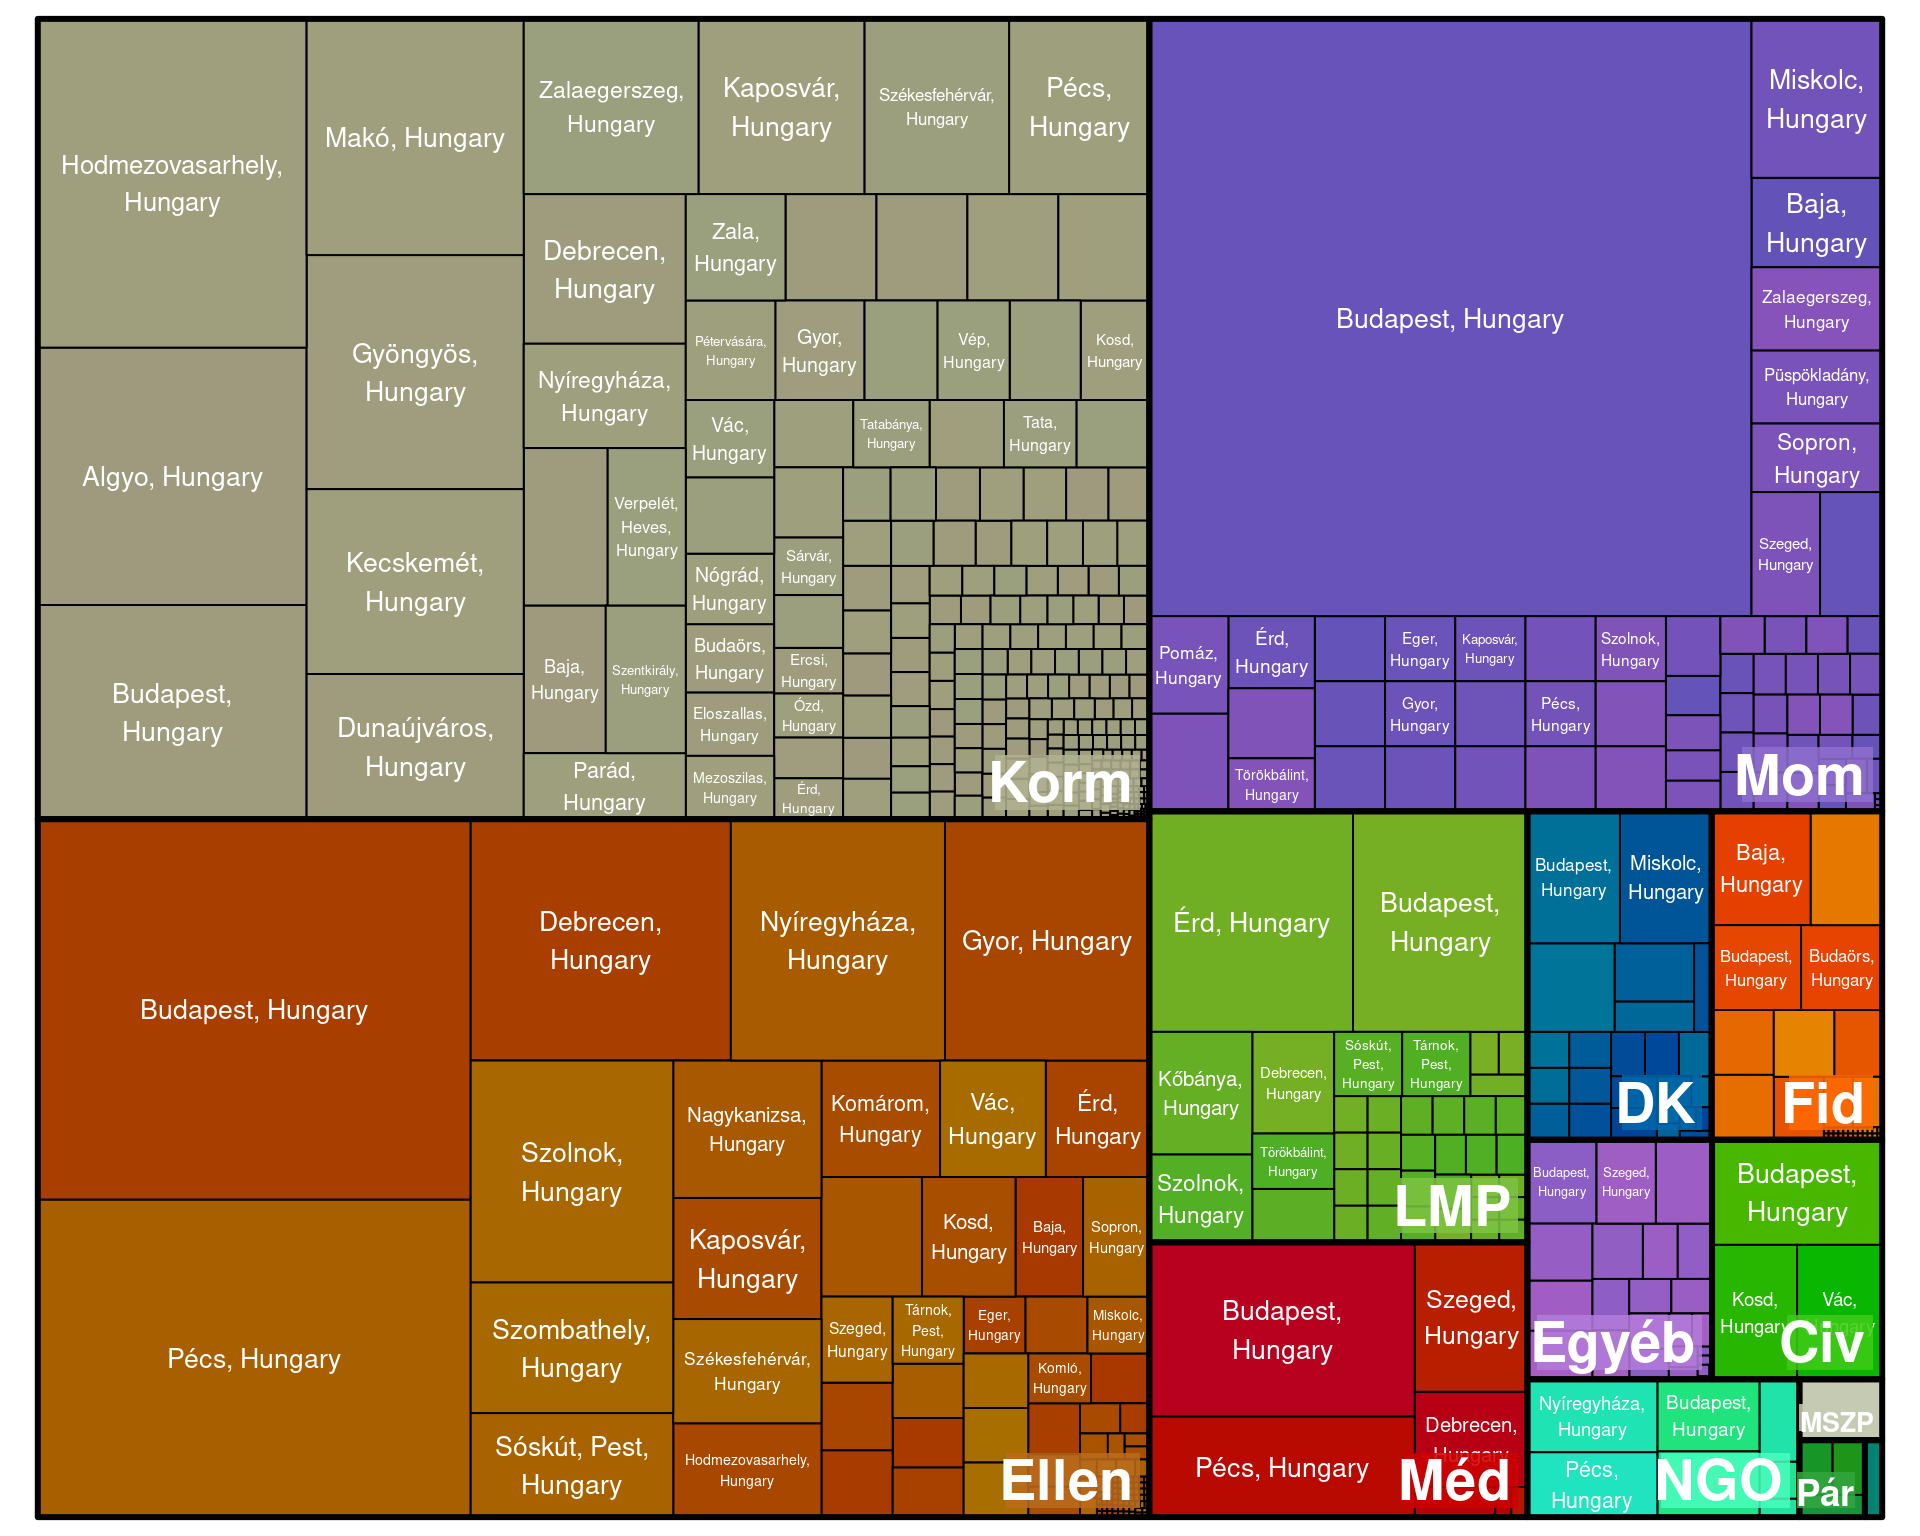 Hodmezovasarhely,
Hungary
Algyo, Hungary
Budapest,
Hungary
Makó, Hungary
Gyöngyös,
Hungary
Kecskemét,
Hungary
Dunaújváros,
Hungary
Zalaegerszeg,
Hungary
Kaposvár,
Hungary
Székesfehérvár,
Hungary
Pécs,
Hungary
Debrecen,
Hungary
Nyíregyháza,
Hungary
Verpelét,
Heves,
Hungary
Baja,
Hungary
Szentkirály,
Hungary
Parád,
Hungary
Zala,
Hungary
Pétervására,
Hungary
Gyor,
Hungary
Vép,
Hungary
Kosd,
Hungary
Vác,
Hungary
Tatabánya,
Hungary
Tata,
Hungary
Nógrád,
Hungary
Sárvár,
Hungary
Budaörs,
Hungary
Ercsi,
Hungary
Eloszallas,
Hungary
Ózd,
Hungary
Mezoszilas,
Hungary
Érd,
Hungary
Korm
Budapest, Hungary
Miskolc,
Hungary
Baja,
Hungary
Zalaegerszeg,
Hungary
Püspökladány,
Hungary
Sopron,
Hungary
Szeged,
Hungary
Pomáz,
Hungary
Érd,
Hungary
Törökbálint,
Hungary
Eger,
Hungary
Kaposvár,
Hungary
Szolnok,
Hungary
Gyor,
Hungary
Pécs,
Hungary
Mom
Budapest, Hungary
Pécs, Hungary
Debrecen,
Hungary
Nyíregyháza,
Hungary
Gyor, Hungary
Szolnok,
Hungary
Szombathely,
Hungary
Sóskút, Pest,
Hungary
Nagykanizsa,
Hungary
Kaposvár,
Hungary
Székesfehérvár,
Hungary
Hodmezovasarhely,
Hungary
Komárom,
Hungary
Vác,
Hungary
Érd,
Hungary
Kosd,
Hungary
Baja,
Hungary
Sopron,
Hungary
Szeged,
Hungary
Tárnok,
Pest,
Hungary
Eger,
Hungary
Miskolc,
Hungary
Komló,
Hungary
Ellen
Érd, Hungary
Budapest,
Hungary
Kőbánya,
Hungary
Szolnok,
Hungary
Debrecen,
Hungary
Törökbálint,
Hungary
Sóskút,
Pest,
Hungary
Tárnok,
Pest,
Hungary
LMP
Budapest,
Hungary
Pécs, Hungary
Szeged,
Hungary
Debrecen,
Hungary
Méd
Budapest,
Hungary
Miskolc,
Hungary
DK
Baja,
Hungary
Budapest,
Hungary
Budaörs,
Hungary
Fid
Budapest,
Hungary
Szeged,
Hungary
Egyéb
Budapest,
Hungary
Kosd,
Hungary
Vác,
Hungary
Civ
Nyíregyháza,
Hungary
Pécs,
Hungary
Budapest,
Hungary
NGO
MSZP
Pár